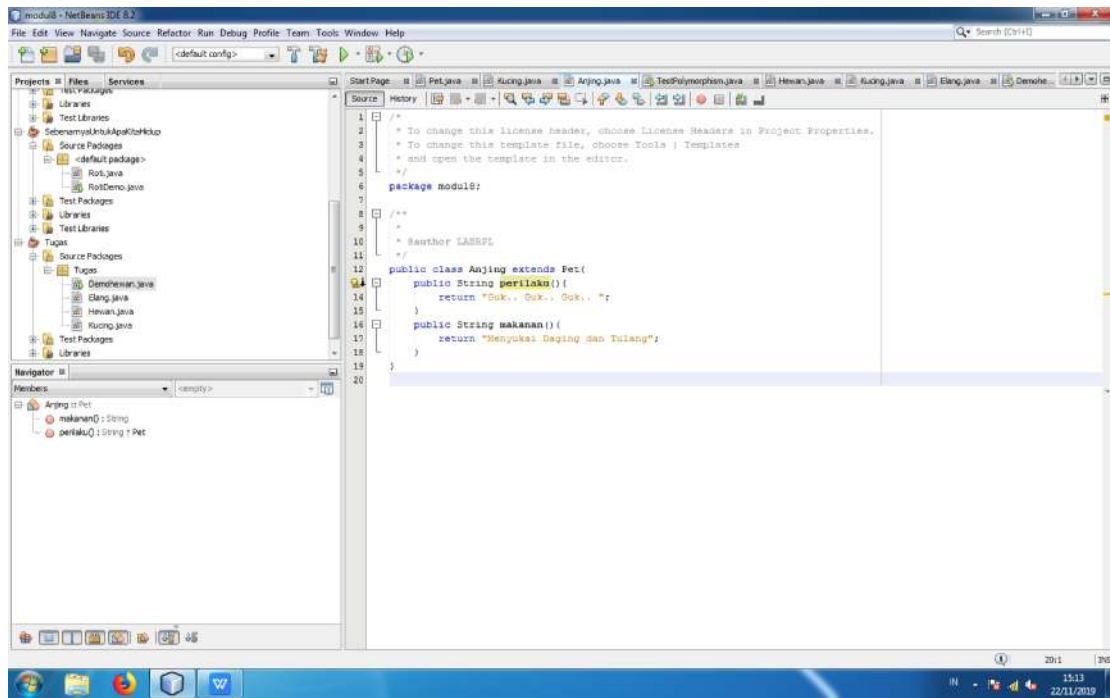 modul8 - NetBeans IDE 8.2
File Edit View Navigate Source Refactor Run Debug Profile Team Tools Window Help
Search (Ctrl+I)
<default config>
Projects Files Services
Start Page Pet.java Kucing.java Anjing.java TestPolymorphism.java Hewan.java Kucing.java Elang.java Demohe...
Source History
Test Packages
Libraries
Test Libraries
SebenarnyaUntukApaKitaHidup
Source Packages
<default package>
Roti.java
RotiDemo.java
Test Packages
Libraries
Test Libraries
Tugas
Source Packages
Tugas
Demohewan.java
Elang.java
Hewan.java
Kucing.java
Test Packages
Libraries
1 /*
2 * To change this license header, choose License Headers in Project Properties.
3 * To change this template file, choose Tools | Templates
4 * and open the template in the editor.
5 */
6 package modul8;
7
8 /**
9 *
10 * @author LABRPL
11 */
12 public class Anjing extends Pet{
public String perilaku(){
14 return "Guk.. Guk.. Guk.. ";
15 }
16 public String makanan(){
17 return "Menyukai Daging dan Tulang";
18 }
19 }
20
Navigator
Members <empty>
Anjing :: Pet
makanan() : String
perilaku() : String ↑ Pet
20:1 INS
IN
15:13
22/11/2019